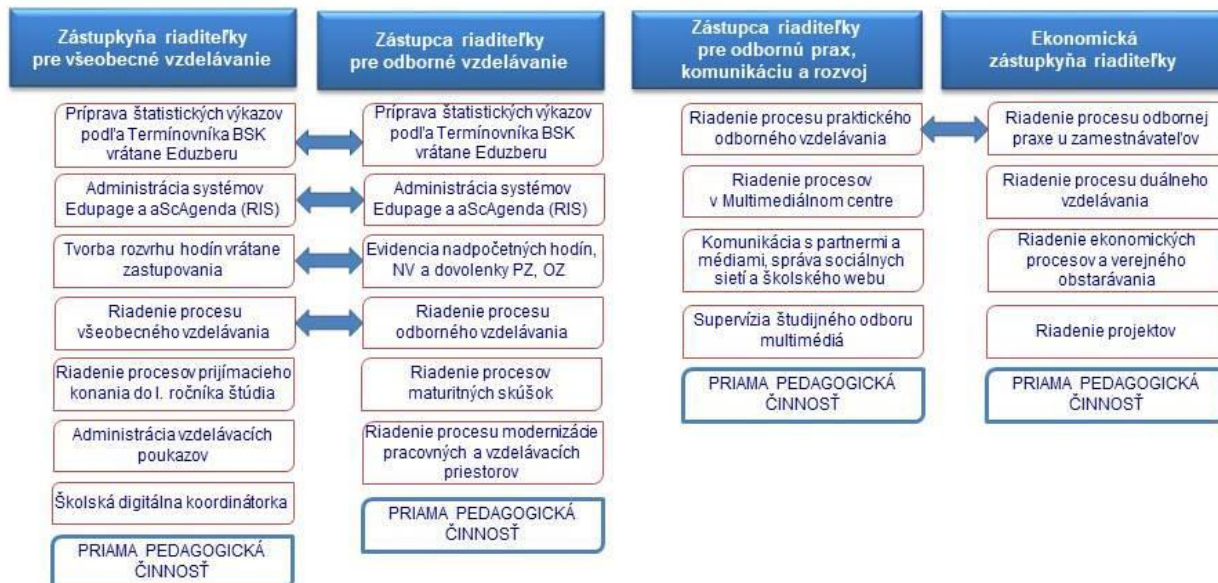 Zástupkyňa riaditeľky
pre všeobecné vzdelávanie
Príprava štatistických výkazov
podľa Termínovníka BSK
vrátane Eduzberu
Administrácia systémov
Edupage a aScAgenda (RIS)
Tvorba rozvrhu hodín vrátane
zastupovania
Riadenie procesu
všeobecného vzdelávania
Riadenie procesov prijímacieho
konania do I. ročníka štúdia
Administrácia vzdelávacích
poukazov
Školská digitálna koordinátorka
PRIAMA PEDAGOGICKÁ
ČINNOSŤ
Zástupca riaditeľky
pre odborné vzdelávanie
Príprava štatistických výkazov
podľa Termínovníka BSK
vrátane Eduzberu
Administrácia systémov
Edupage a aScAgenda (RIS)
Evidencia nadpočetných hodín,
NV a dovolenky PZ, OZ
Riadenie procesu
odborného vzdelávania
Riadenie procesov
maturitných skúšok
Riadenie procesu modernizácie
pracovných a vzdelávacích
priestorov
PRIAMA PEDAGOGICKÁ
ČINNOSŤ
Zástupca riaditeľky
pre odbornú prax,
komunikáciu a rozvoj
Riadenie procesu praktického
odborného vzdelávania
Riadenie procesov
v Multimediálnom centre
Komunikácia s partnermi a
médiami, správa sociálnych
sietí a školského webu
Supervízia študijného odboru
multimédiá
PRIAMA PEDAGOGICKÁ
ČINNOSŤ
Ekonomická
zástupkyňa riaditeľky
Riadenie procesu odbornej
praxe u zamestnávateľov
Riadenie procesu duálneho
vzdelávania
Riadenie ekonomických
procesov a verejného
obstarávania
Riadenie projektov
PRIAMA PEDAGOGICKÁ
ČINNOSŤ